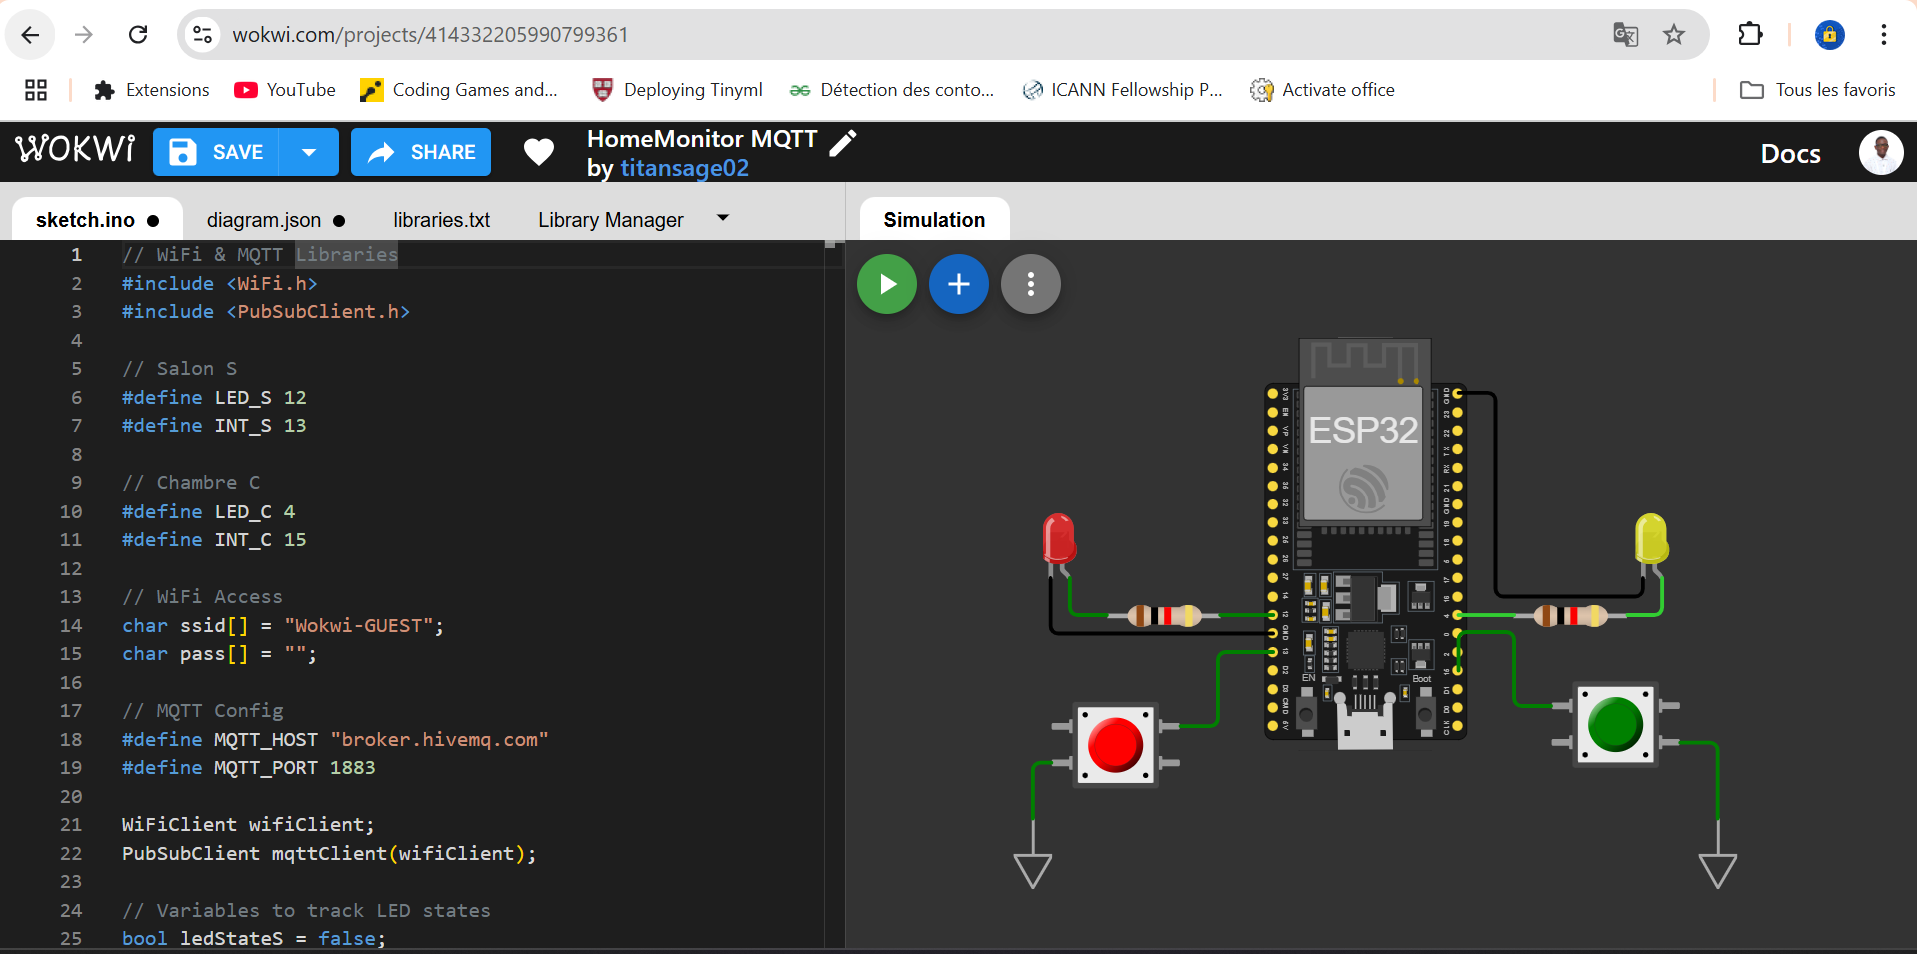 wokwi.com/projects/414332205990799361
Extensions YouTube Coding Games and... Deploying Tinyml Détection des conto... ICANN Fellowship P... Activate office Tous les favoris
WOKWi SAVE SHARE HomeMonitor MQTT Docs
by titansage02
sketch.ino diagram.json libraries.txt Library Manager Simulation
1 // WiFi & MQTT Libraries
2 #include <WiFi.h>
3 #include <PubSubClient.h>
4
5 // Salon S
6 #define LED_S 12
7 #define INT_S 13
8
9 // Chambre C
10 #define LED_C 4
11 #define INT_C 15
12
13 // WiFi Access
14 char ssid[] = "Wokwi-GUEST";
15 char pass[] = "";
16
17 // MQTT Config
18 #define MQTT_HOST "broker.hivemq.com"
19 #define MQTT_PORT 1883
20
21 WiFiClient wifiClient;
22 PubSubClient mqttClient(wifiClient);
23
24 // Variables to track LED states
25 bool ledStateS = false;
ESP32
EN Boot